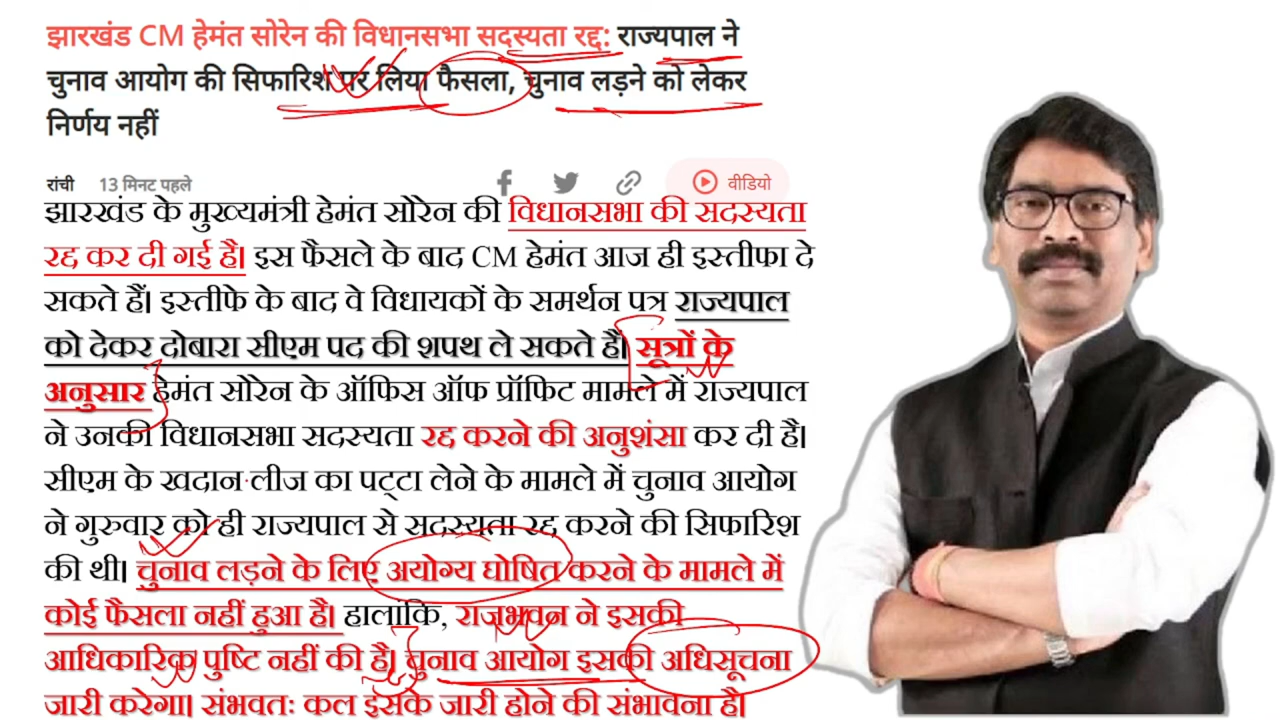 झारखंड CM हेमंत सोरेन की विधानसभा सदस्यता रद्द: राज्यपाल ने
चुनाव आयोग की सिफारिश पर लिया फैसला, चुनाव लड़ने को लेकर
निर्णय नहीं
रांची 13 मिनट पहले वीडियो
झारखंड के मुख्यमंत्री हेमंत सोरेन की विधानसभा की सदस्यता
रद्द कर दी गई है। इस फैसले के बाद CM हेमंत आज ही इस्तीफा दे
सकते हैं। इस्तीफे के बाद वे विधायकों के समर्थन पत्र राज्यपाल
को देकर दोबारा सीएम पद की शपथ ले सकते हैं। सूत्रों के
अनुसार हेमंत सोरेन के ऑफिस ऑफ प्रॉफिट मामले में राज्यपाल
ने उनकी विधानसभा सदस्यता रद्द करने की अनुशंसा कर दी है।
सीएम के खदान लीज का पट्टा लेने के मामले में चुनाव आयोग
ने गुरुवार को ही राज्यपाल से सदस्यता रद्द करने की सिफारिश
की थी। चुनाव लड़ने के लिए अयोग्य घोषित करने के मामले में
कोई फैसला नहीं हुआ है। हालांकि, राजभवन ने इसकी
आधिकारिक पुष्टि नहीं की है। चुनाव आयोग इसकी अधिसूचना
जारी करेगा। संभवतः कल इसके जारी होने की संभावना है।